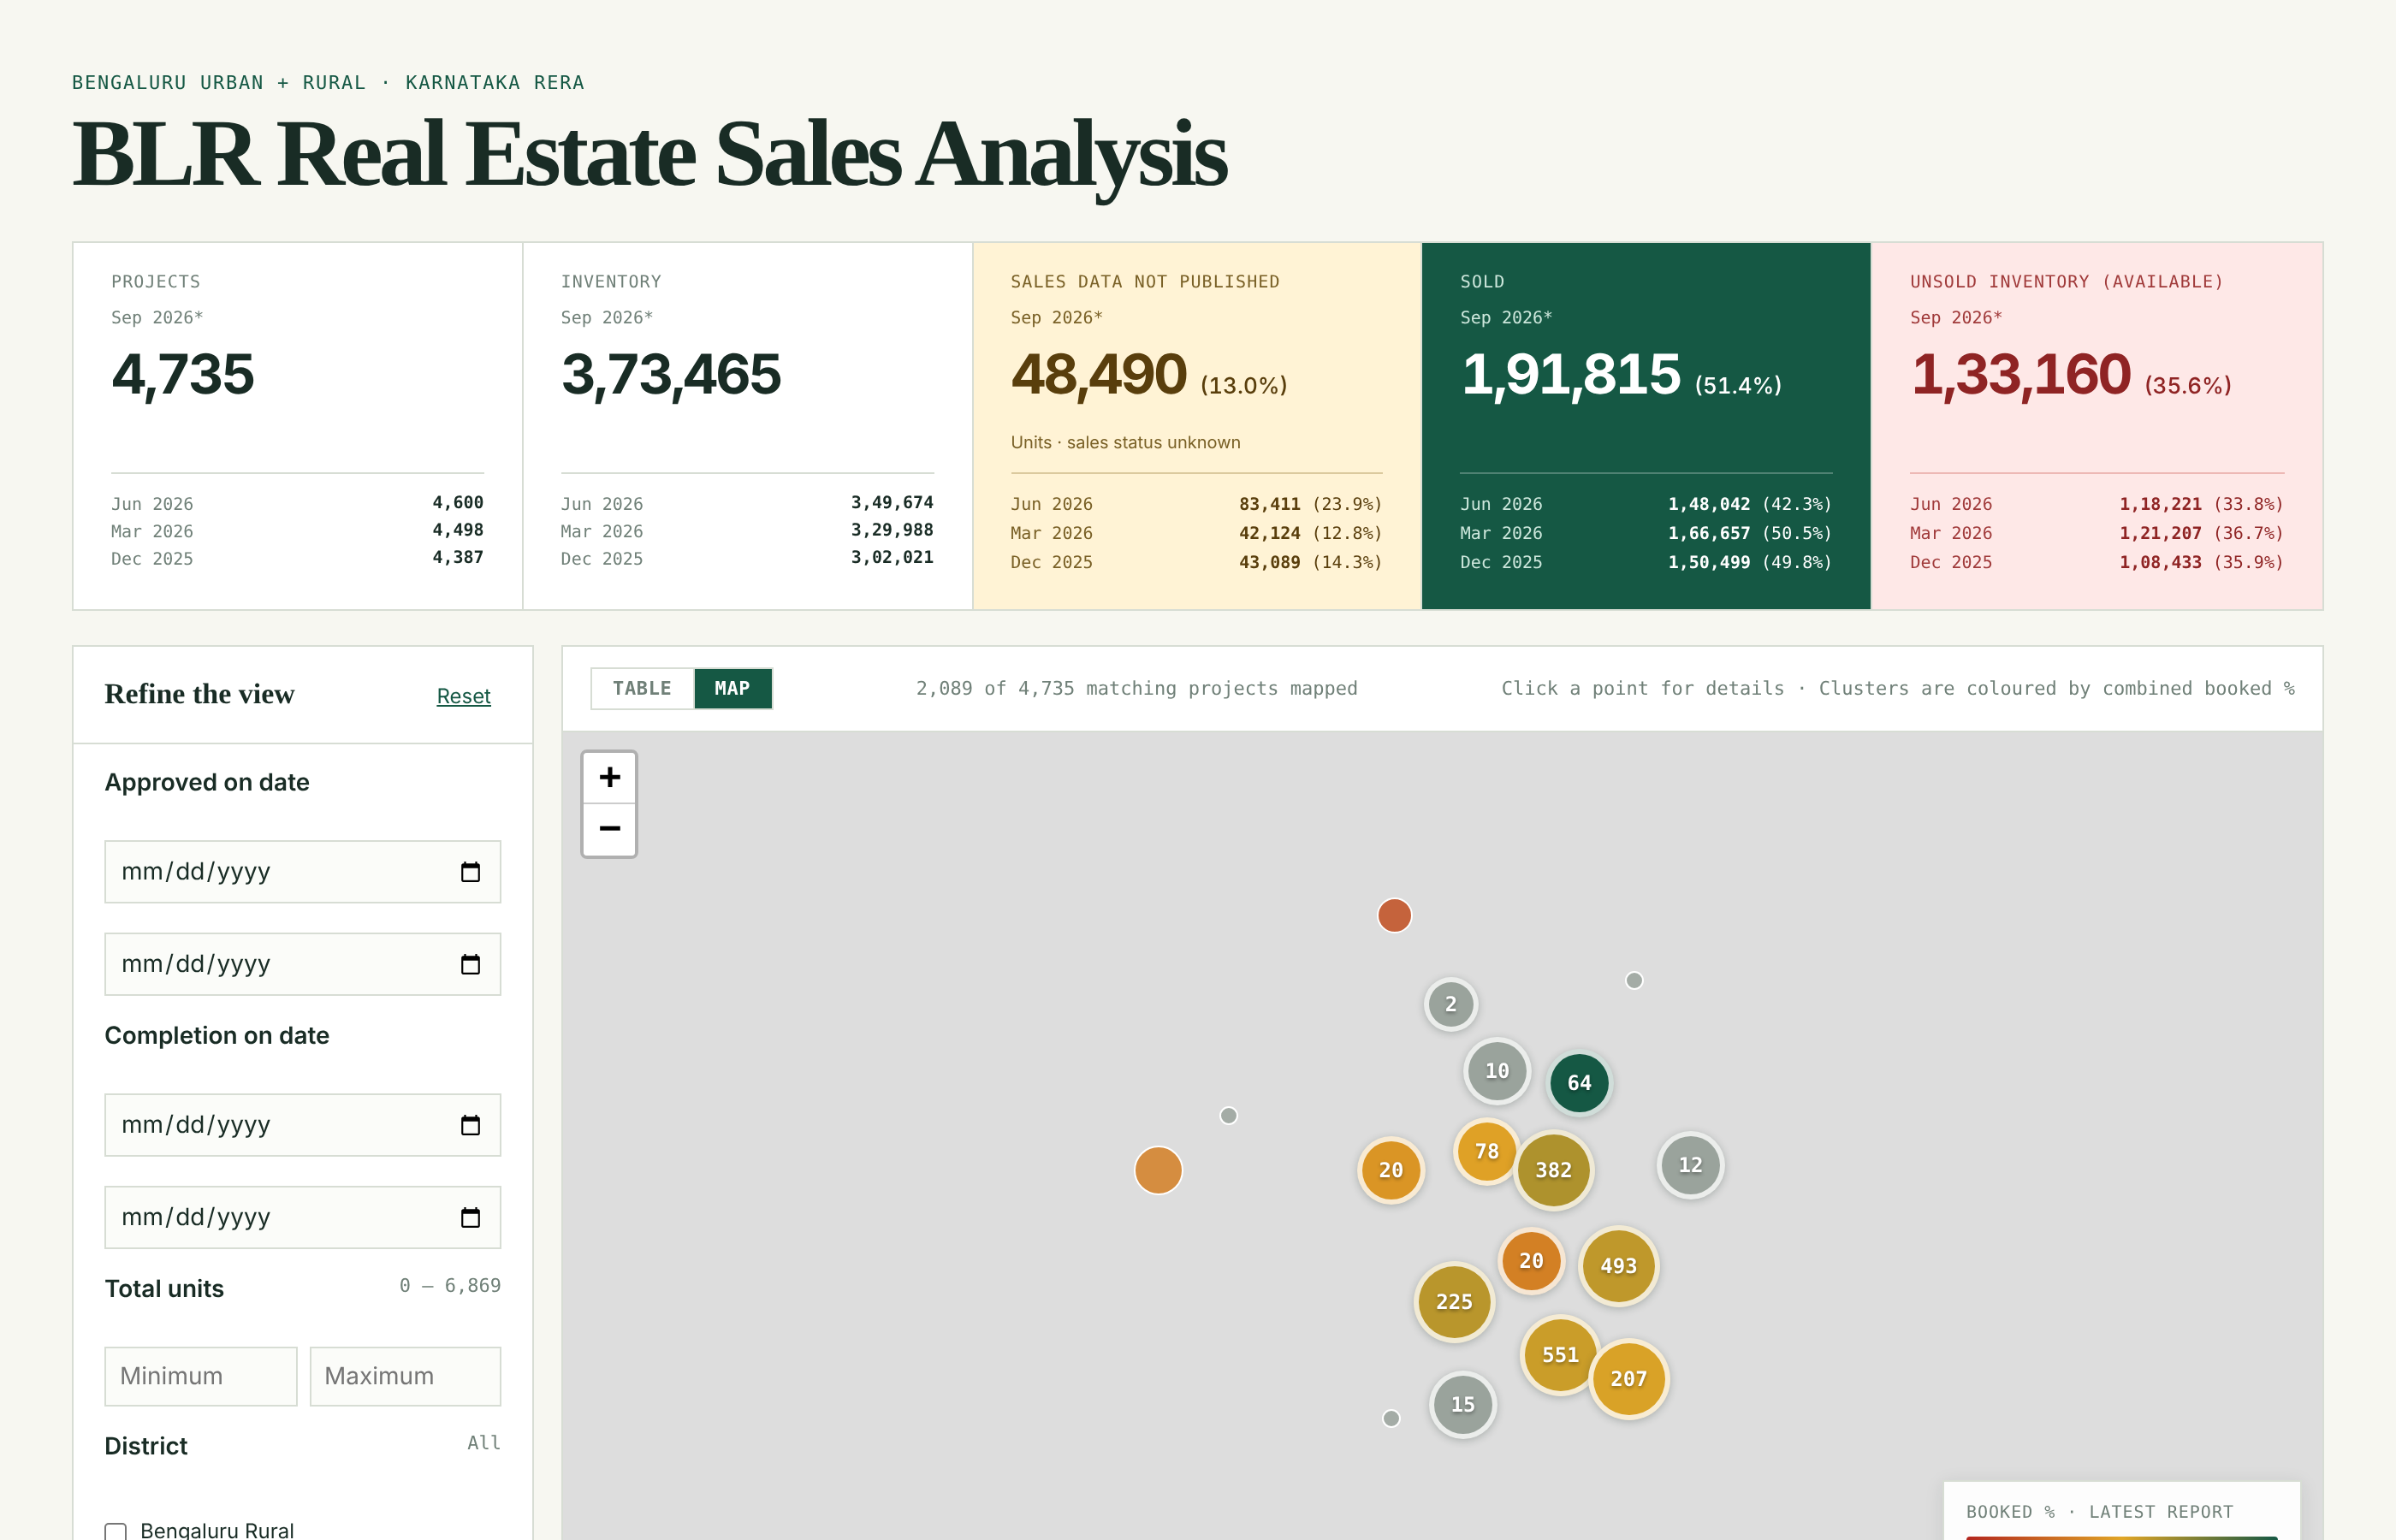 BENGALURU URBAN + RURAL · KARNATAKA RERA
BLR Real Estate Sales Analysis
PROJECTS
Sep 2026*
4,735
Jun 2026 4,600
Mar 2026 4,498
Dec 2025 4,387
INVENTORY
Sep 2026*
3,73,465
Jun 2026 3,49,674
Mar 2026 3,29,988
Dec 2025 3,02,021
SALES DATA NOT PUBLISHED
Sep 2026*
48,490 (13.0%)
Units · sales status unknown
Jun 2026 83,411 (23.9%)
Mar 2026 42,124 (12.8%)
Dec 2025 43,089 (14.3%)
SOLD
Sep 2026*
1,91,815 (51.4%)
Jun 2026 1,48,042 (42.3%)
Mar 2026 1,66,657 (50.5%)
Dec 2025 1,50,499 (49.8%)
UNSOLD INVENTORY (AVAILABLE)
Sep 2026*
1,33,160 (35.6%)
Jun 2026 1,18,221 (33.8%)
Mar 2026 1,21,207 (36.7%)
Dec 2025 1,08,433 (35.9%)
Refine the view Reset
Approved on date
mm/dd/yyyy
mm/dd/yyyy
Completion on date
mm/dd/yyyy
mm/dd/yyyy
Total units 0 — 6,869
Minimum Maximum
District All
Bengaluru Rural
TABLE MAP 2,089 of 4,735 matching projects mapped Click a point for details · Clusters are coloured by combined booked %
+
−
2
10
64
78
382
20
12
20
493
225
551
207
15
BOOKED % · LATEST REPORT